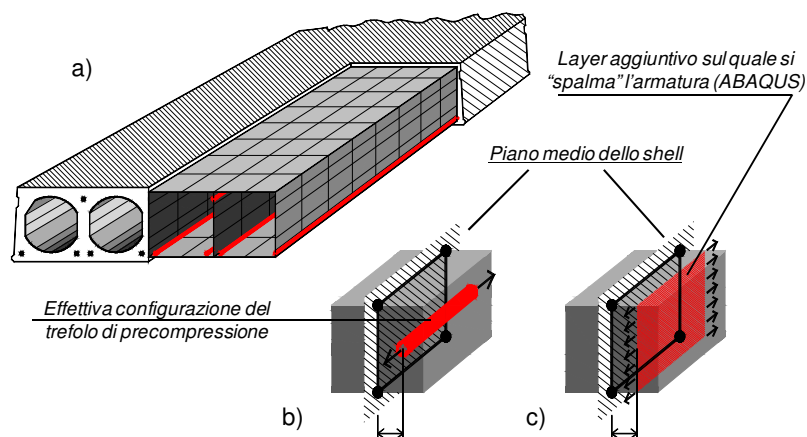 a)
Layer aggiuntivo sul quale si
"spalma" l'armatura (ABAQUS)
Piano medio dello shell
Effettiva configurazione del
trefolo di precompressione
b)
c)